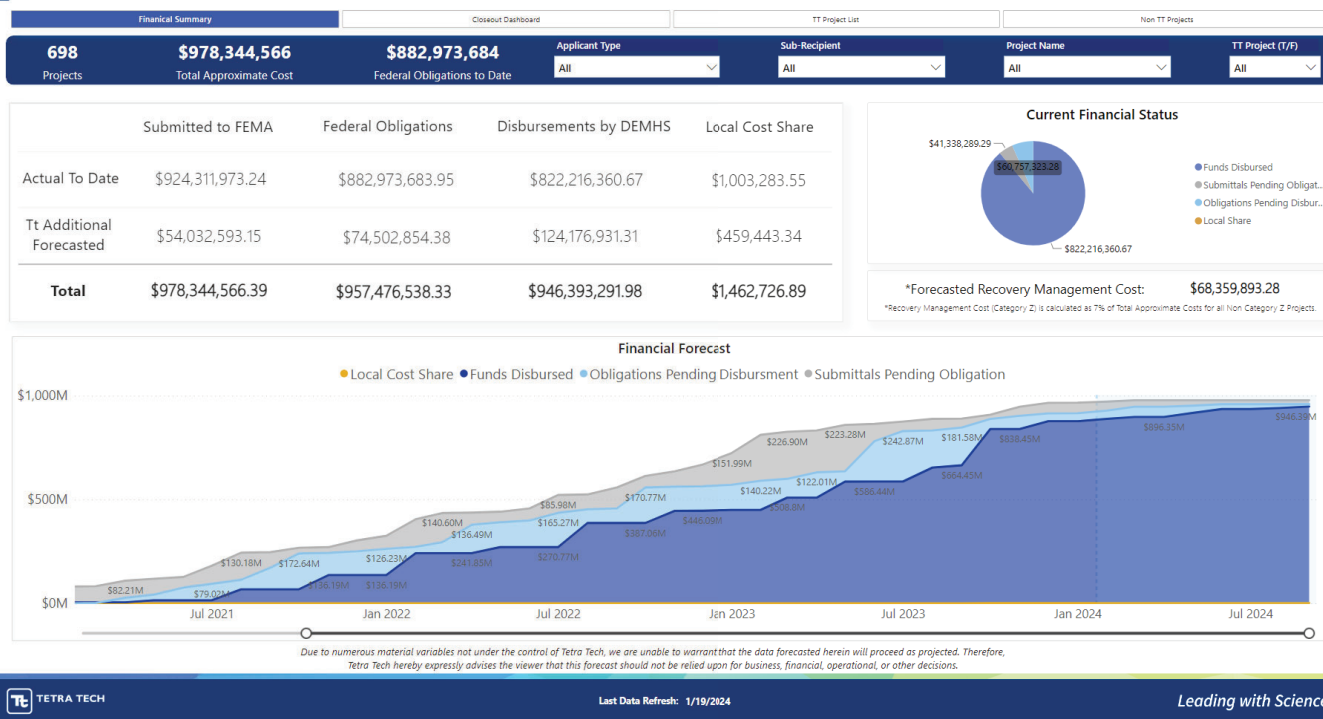 Finanical Summary
Closeout Dashboard
TT Project List
Non TT Projects
698
Projects
$978,344,566
Total Approximate Cost
$882,973,684
Federal Obligations to Date
Applicant Type
All
Sub-Recipient
All
Project Name
All
TT Project (T/F)
All
Submitted to FEMA Federal Obligations Disbursements by DEMHS Local Cost Share
Actual To Date $924,311,973.24 $882,973,683.95 $822,216,360.67 $1,003,283.55
Tt Additional
Forecasted
$54,032,593.15 $74,502,854.38 $124,176,931.31 $459,443.34
Total $978,344,566.39 $957,476,538.33 $946,393,291.98 $1,462,726.89
Current Financial Status
$41,338,289.29
$60,757,323.28
$822,216,360.67
Funds Disbursed
Submittals Pending Obligat...
Obligations Pending Disbur...
Local Share
*Forecasted Recovery Management Cost: $68,359,893.28
*Recovery Management Cost (Category Z) is calculated as 7% of Total Approximate Costs for all Non Category Z Projects.
Financial Forecast
Local Cost Share Funds Disbursed Obligations Pending Disbursment Submittals Pending Obligation
$1,000M
$500M
$0M
$82.21M
$130.18M
$140.60M
$85.98M
$151.99M
$226.90M
$223.28M
$79.02M
$172.64M
$126.23M
$136.49M
$165.27M
$170.77M
$140.22M
$122.01M
$242.87M
$181.58M
$136.19M
$136.19M
$241.85M
$270.77M
$387.06M
$446.09M
$508.8M
$586.44M
$664.45M
$838.45M
$896.35M
$946.39M
Jul 2021 Jan 2022 Jul 2022 Jan 2023 Jul 2023 Jan 2024 Jul 2024
Due to numerous material variables not under the control of Tetra Tech, we are unable to warrant that the data forecasted herein will proceed as projected. Therefore,
Tetra Tech hereby expressly advises the viewer that this forecast should not be relied upon for business, financial, operational, or other decisions.
Tt TETRA TECH
Last Data Refresh: 1/19/2024
Leading with Science